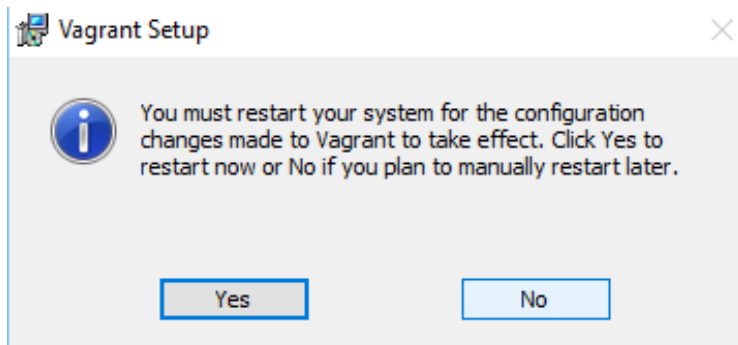 Vagrant Setup
You must restart your system for the configuration
changes made to Vagrant to take effect. Click Yes to
restart now or No if you plan to manually restart later.
Yes
No